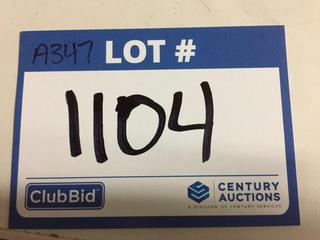 A347 LOT #
1104
ClubBid
CENTURY
AUCTIONS
A DIVISION OF CENTURY SERVICES